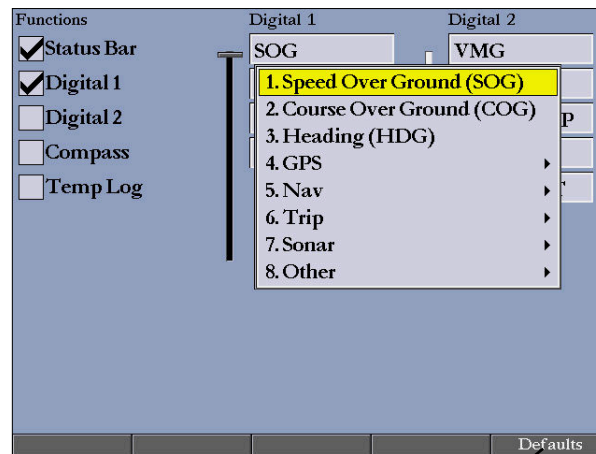 Functions
Digital 1
Digital 2
Status Bar
SOG
VMG
Digital 1
Digital 2
Compass
Temp Log
1. Speed Over Ground (SOG)
2. Course Over Ground (COG)
3. Heading (HDG)
4. GPS
5. Nav
6. Trip
7. Sonar
8. Other
P
Defaults